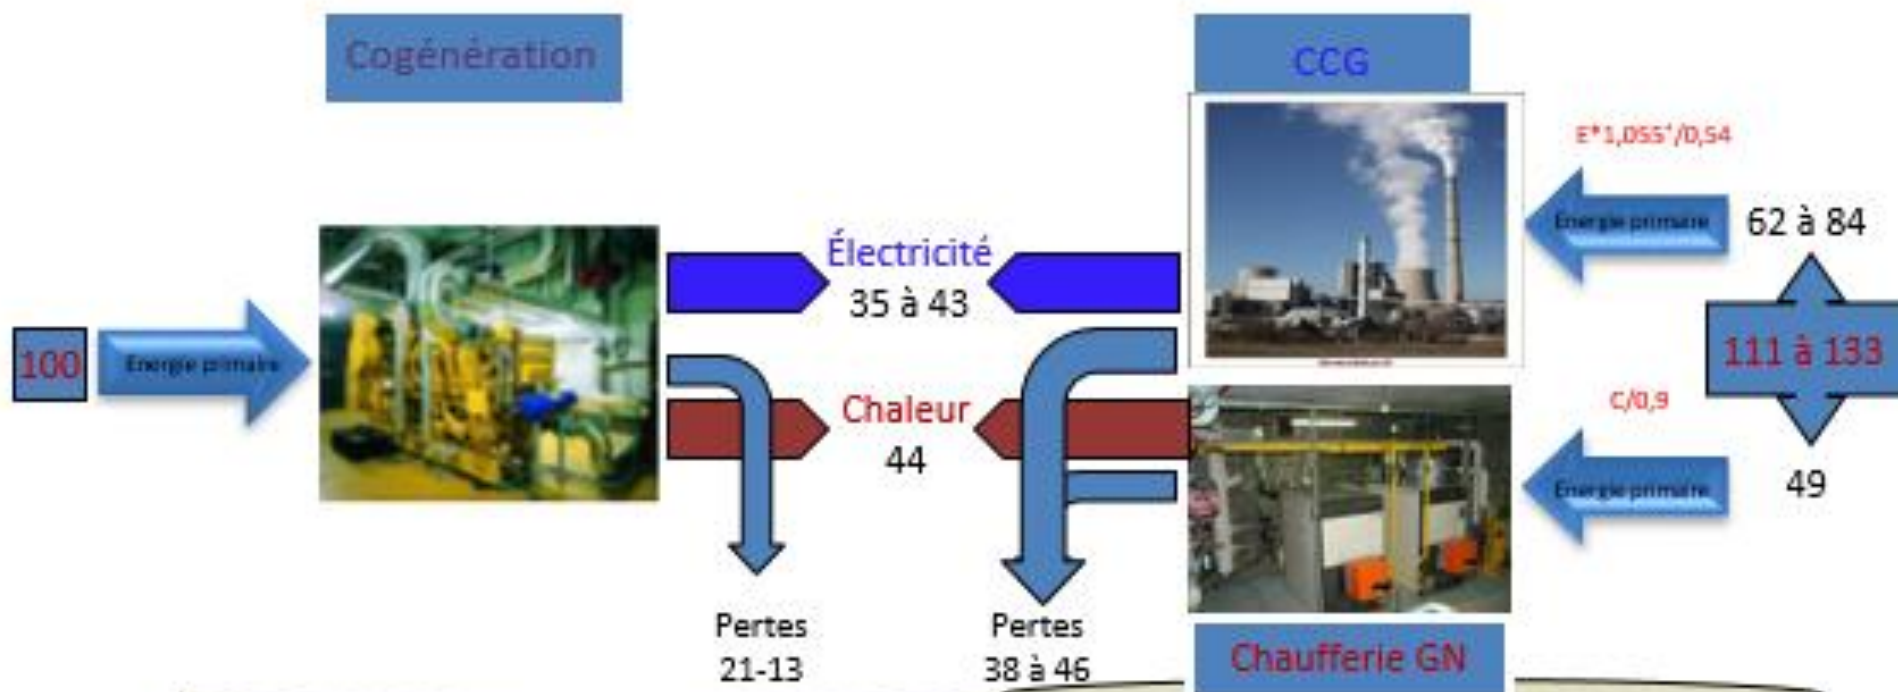 Cogénération
CCG
E*1,055*/0,54
Energie primaire
62 à 84
Électricité
35 à 43
100
Energie primaire
111 à 133
Chaleur
44
C/0,9
Energie primaire
49
Pertes
21-13
Pertes
38 à 46
Chaufferie GN